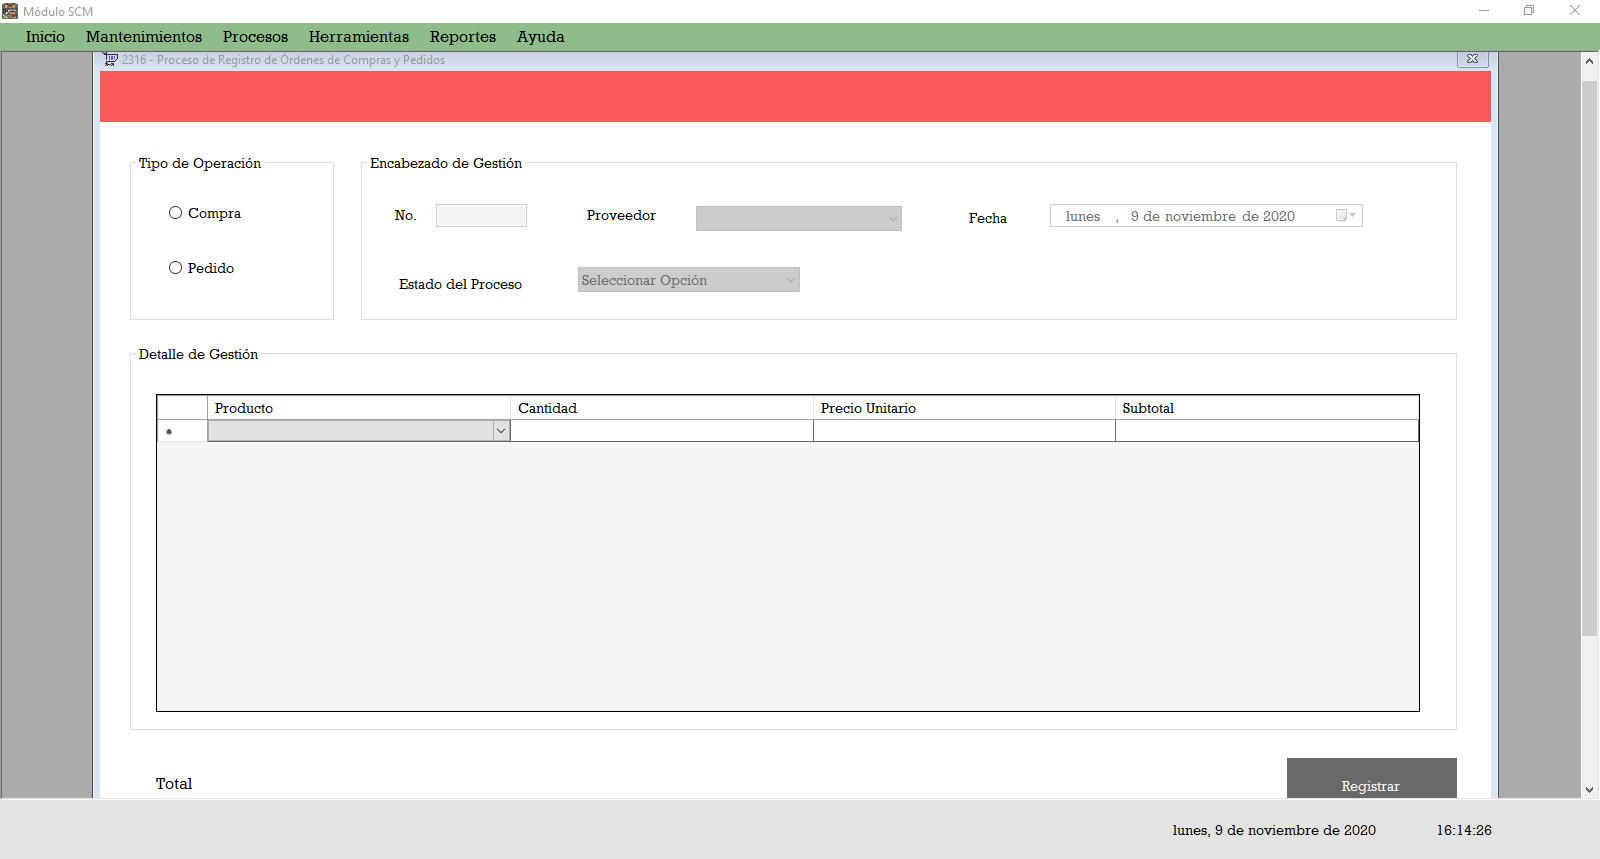 Módulo SCM
Inicio Mantenimientos Procesos Herramientas Reportes Ayuda
2316 - Proceso de Registro de Órdenes de Compras y Pedidos
Tipo de Operación
Compra
Pedido
Encabezado de Gestión
No. Proveedor Fecha lunes , 9 de noviembre de 2020
Estado del Proceso Seleccionar Opción
Detalle de Gestión
Producto Cantidad Precio Unitario Subtotal
Total
Registrar
lunes, 9 de noviembre de 2020 16:14:26